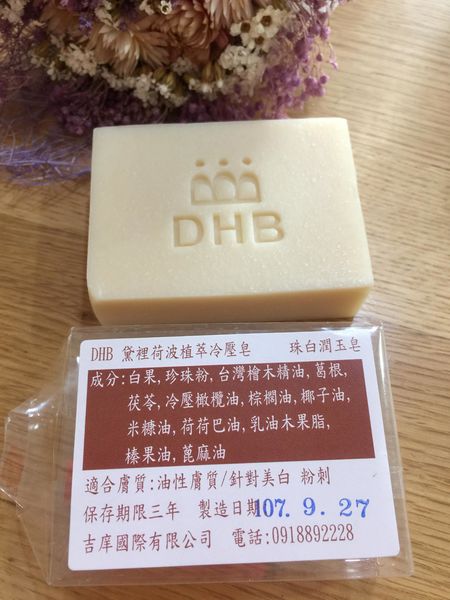 DHB
DHB 黛裡荷波植萃冷壓皂 珠白潤玉皂
成分:白果,珍珠粉,台灣檜木精油,葛根,
茯苓,冷壓橄欖油,棕櫚油,椰子油,
米糠油,荷荷巴油,乳油木果脂,
榛果油,蓖麻油
適合膚質:油性膚質/針對美白 粉刺
保存期限三年 製造日期107.9.27
吉庠國際有限公司 電話:0918892228